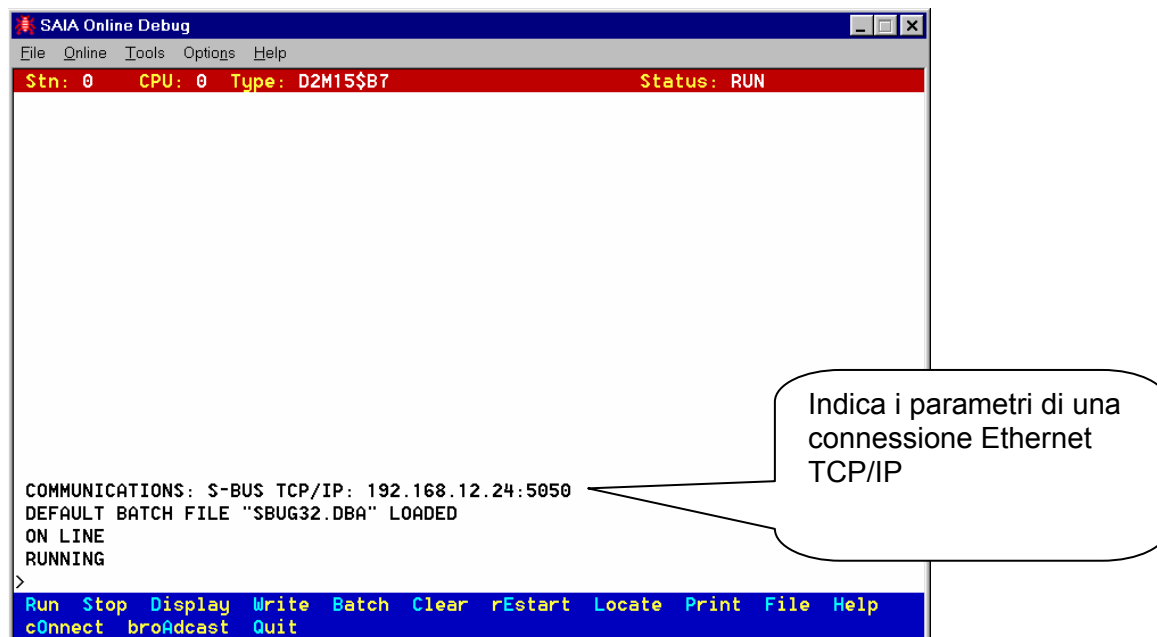 SAIA Online Debug
File Online Tools Options Help
Stn: 0 CPU: 0 Type: D2M15$B7 Status: RUN
Indica i parametri di una
connessione Ethernet
TCP/IP
COMMUNICATIONS: S-BUS TCP/IP: 192.168.12.24:5050
DEFAULT BATCH FILE "SBUG32.DBA" LOADED
ON LINE
RUNNING
>
Run Stop Display Write Batch Clear rEstart Locate Print File Help
cOnnect broAdcast Quit